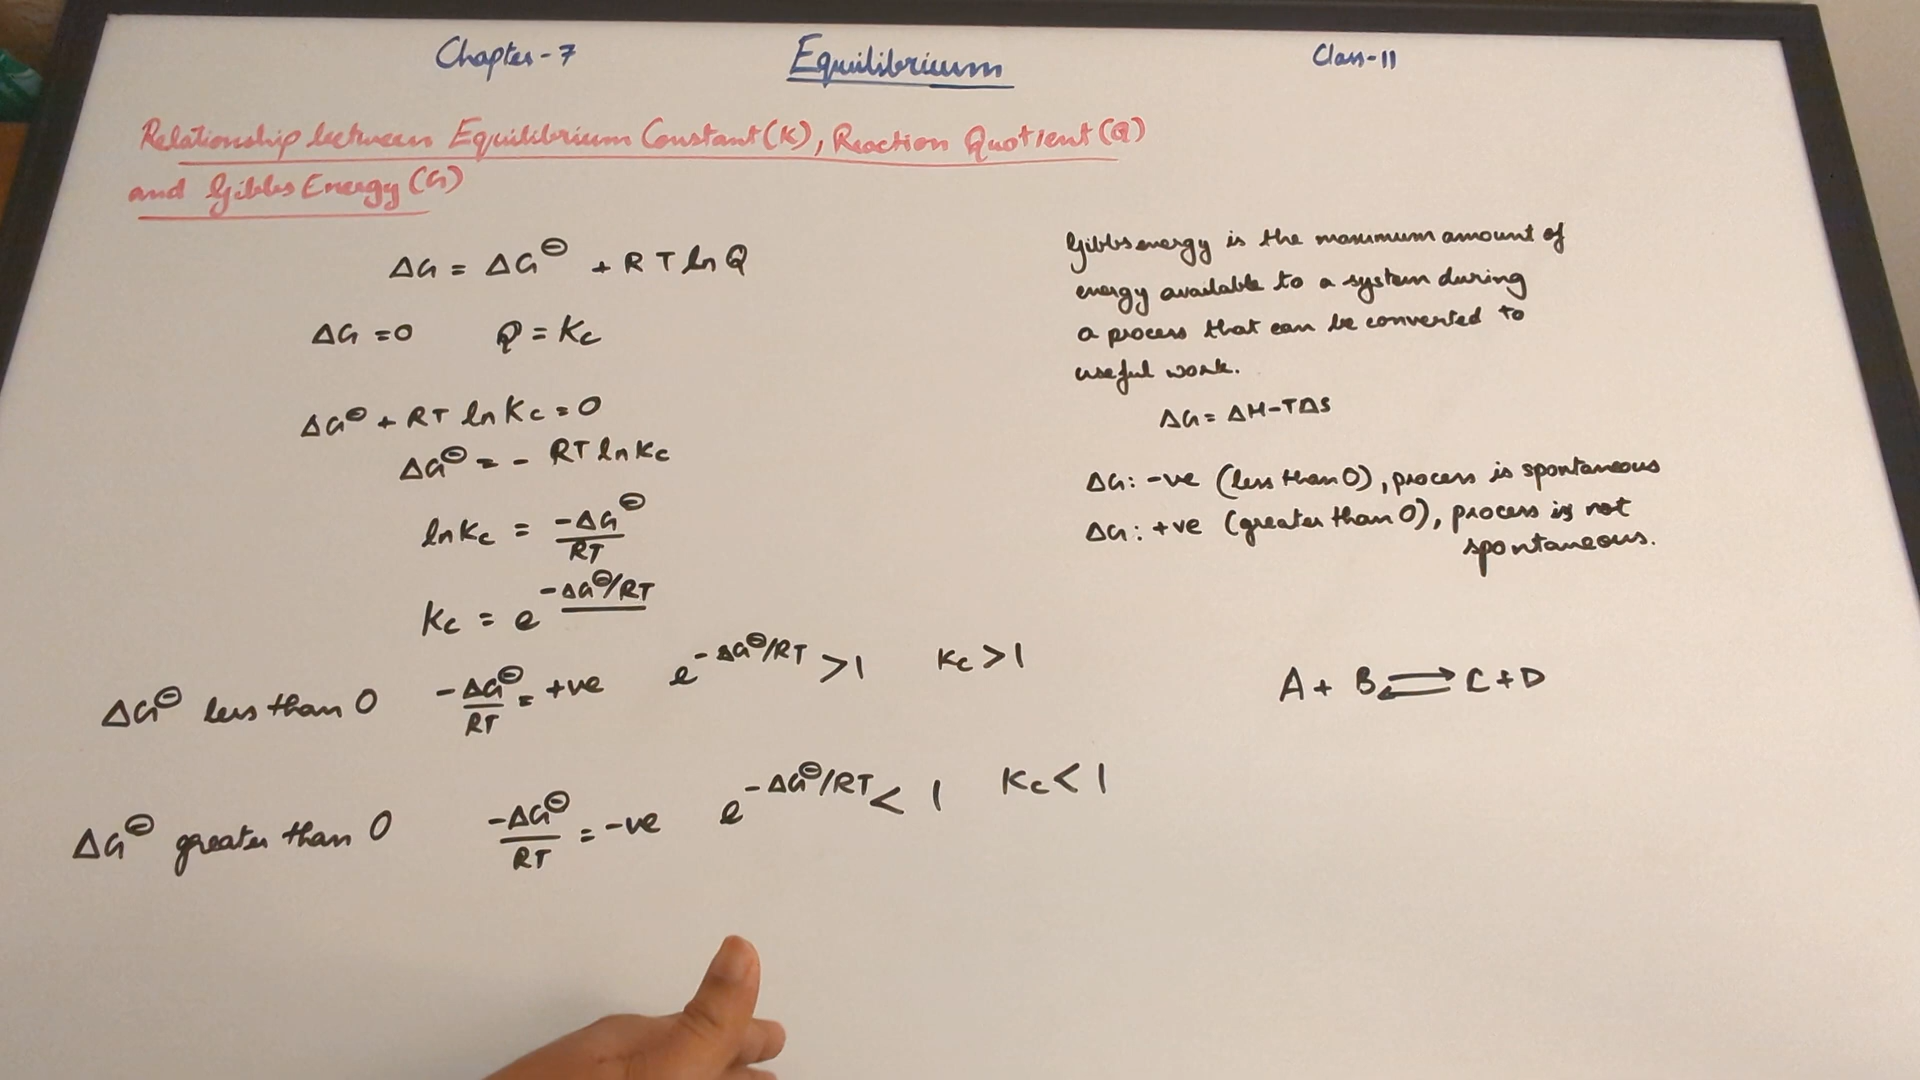 Chapter-7 Equilibrium Class-11
Relationship between Equilibrium Constant (K), Reaction Quotient (Q)
and Gibbs Energy (G)
ΔG = ΔG⊖ + RT ln Q
ΔG = 0 Q = Kc
ΔG⊖ + RT ln Kc = 0
ΔG⊖ = - RT ln Kc
ln Kc = -ΔG⊖/RT
Kc = e^-ΔG⊖/RT
ΔG⊖ less than 0 -ΔG⊖/RT = +ve e^-ΔG⊖/RT > 1 Kc > 1
ΔG⊖ greater than 0 -ΔG⊖/RT = -ve e^-ΔG⊖/RT < 1 Kc < 1
Gibbs energy is the maximum amount of
energy available to a system during
a process that can be converted to
useful work.
ΔG = ΔH-TΔS
ΔG: -ve (less than 0), process is spontaneous
ΔG: +ve (greater than 0), process is not
spontaneous.
A + B ⇌ C + D